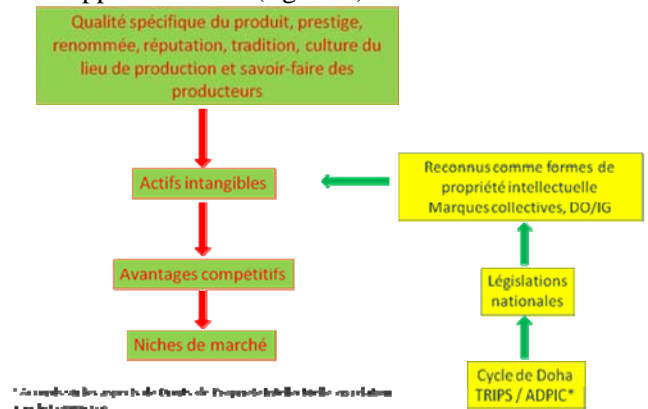 Qualité spécifique du produit, prestige,
renommée, réputation, tradition, culture du
lieu de production et savoir-faire des
producteurs
Actifs intangibles
Reconnus comme formes de
propriété intellectuelle
Marques collectives, DO/IG
Avantages compétitifs
Législations
nationales
Niches de marché
Cycle de Doha
TRIPS / ADPIC*